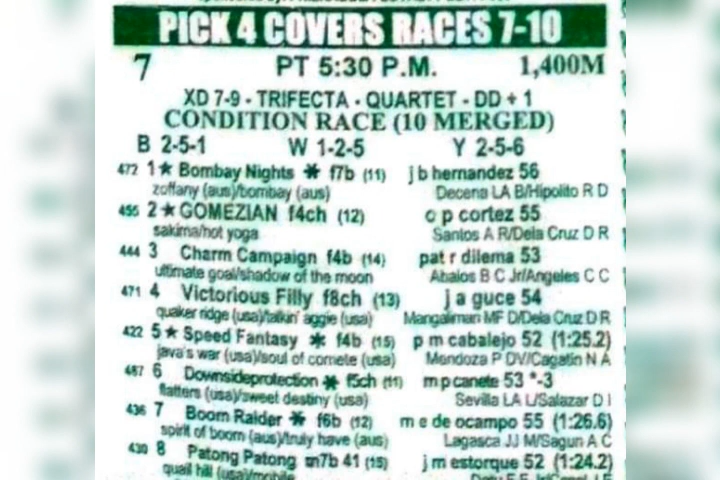 PICK 4 COVERS RACES 7-10
7 PT 5:30 P.M. 1,400M
XD 7-9 - TRIFECTA - QUARTET - DD + 1
CONDITION RACE (10 MERGED)
B 2-5-1 W 1-2-5 Y 2-5-6
472 1★ Bombay Nights ✱ f7b (11) j b hernandez 56
zoffany (aus)/bombay (aus) Decena LA B/Hipolito R D
455 2★ GOMEZIAN f4ch (12) c p cortez 55
sakima/hot yoga Santos A R/Dela Cruz D R
444 3 Charm Campaign f4b (14) pat r dilema 53
ultimate goal/shadow of the moon Abalos B C Jr/Angeles C C
471 4 Victorious Filly f8ch (13) j a guce 54
quaker ridge (usa)/talkin' aggie (usa) Mangaliman MF D/Dela Cruz D R
422 5★ Speed Fantasy ✱ f4b (15) p m cabalejo 52 (1:25.2)
java's war (usa)/soul of comete (usa) Mendoza P DV/Cagatin N A
487 6 Downsideprotection ✱ f5ch (11) m p canete 53 *-3
flatters (usa)/sweet destiny (usa) Sevilla LA L/Salazar D I
436 7 Boom Raider ✱ f6b (12) m e de ocampo 55 (1:26.6)
spirit of boom (aus)/truly have (aus) Lagasca JJ M/Sagun A C
430 8 Patong Patong m7b 41 (15) j m estorque 52 (1:24.2)
quail hill (usa)/mobile